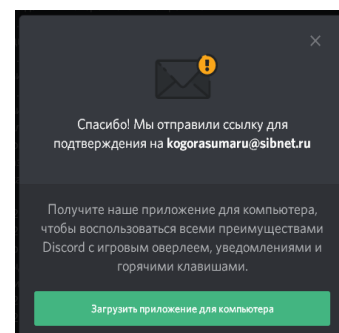 Спасибо! Мы отправили ссылку для
подтверждения на kogorasumaru@sibnet.ru
Получите наше приложение для компьютера,
чтобы воспользоваться всеми преимуществами
Discord с игровым оверлеем, уведомлениями и
горячими клавишами.
Загрузить приложение для компьютера